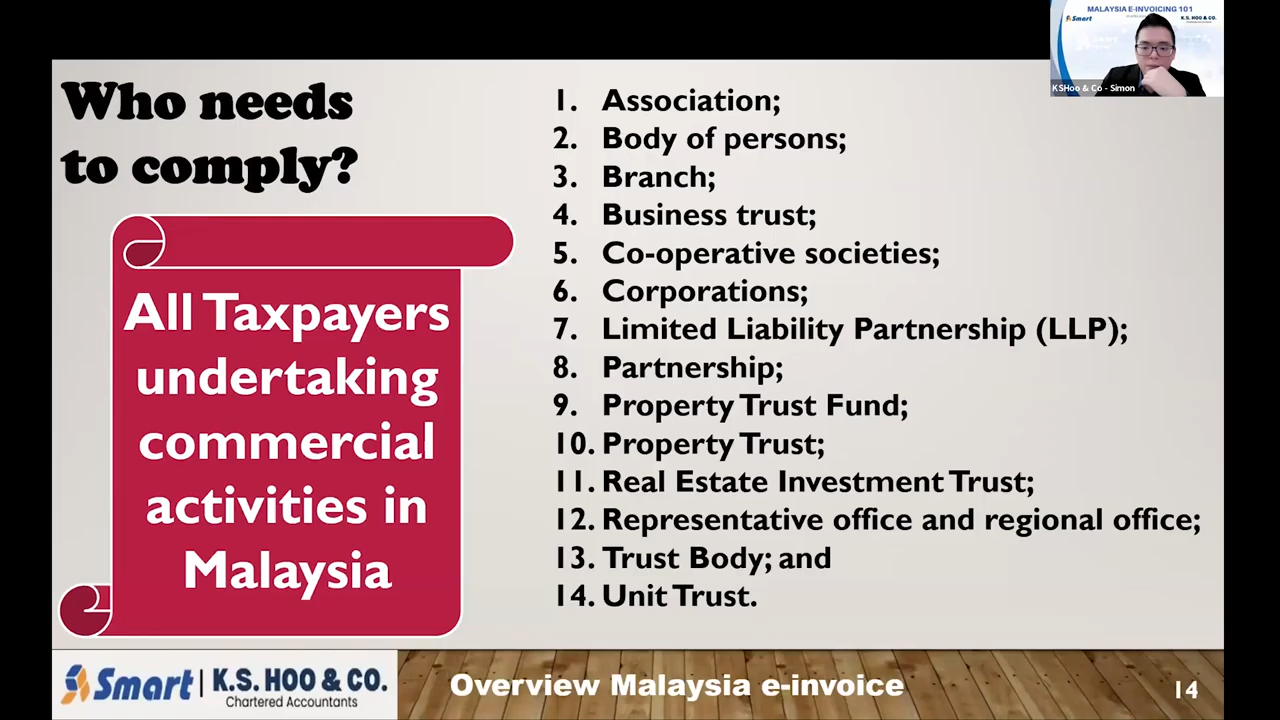 MALAYSIA E-INVOICING 101
Smart
K.S. HOO & CO.
KSHoo & Co - Simon
Who needs
to comply?
All Taxpayers
undertaking
commercial
activities in
Malaysia
1. Association;
2. Body of persons;
3. Branch;
4. Business trust;
5. Co-operative societies;
6. Corporations;
7. Limited Liability Partnership (LLP);
8. Partnership;
9. Property Trust Fund;
10. Property Trust;
11. Real Estate Investment Trust;
12. Representative office and regional office;
13. Trust Body; and
14. Unit Trust.
Smart | K.S. HOO & CO.
Chartered Accountants
Overview Malaysia e-invoice
14